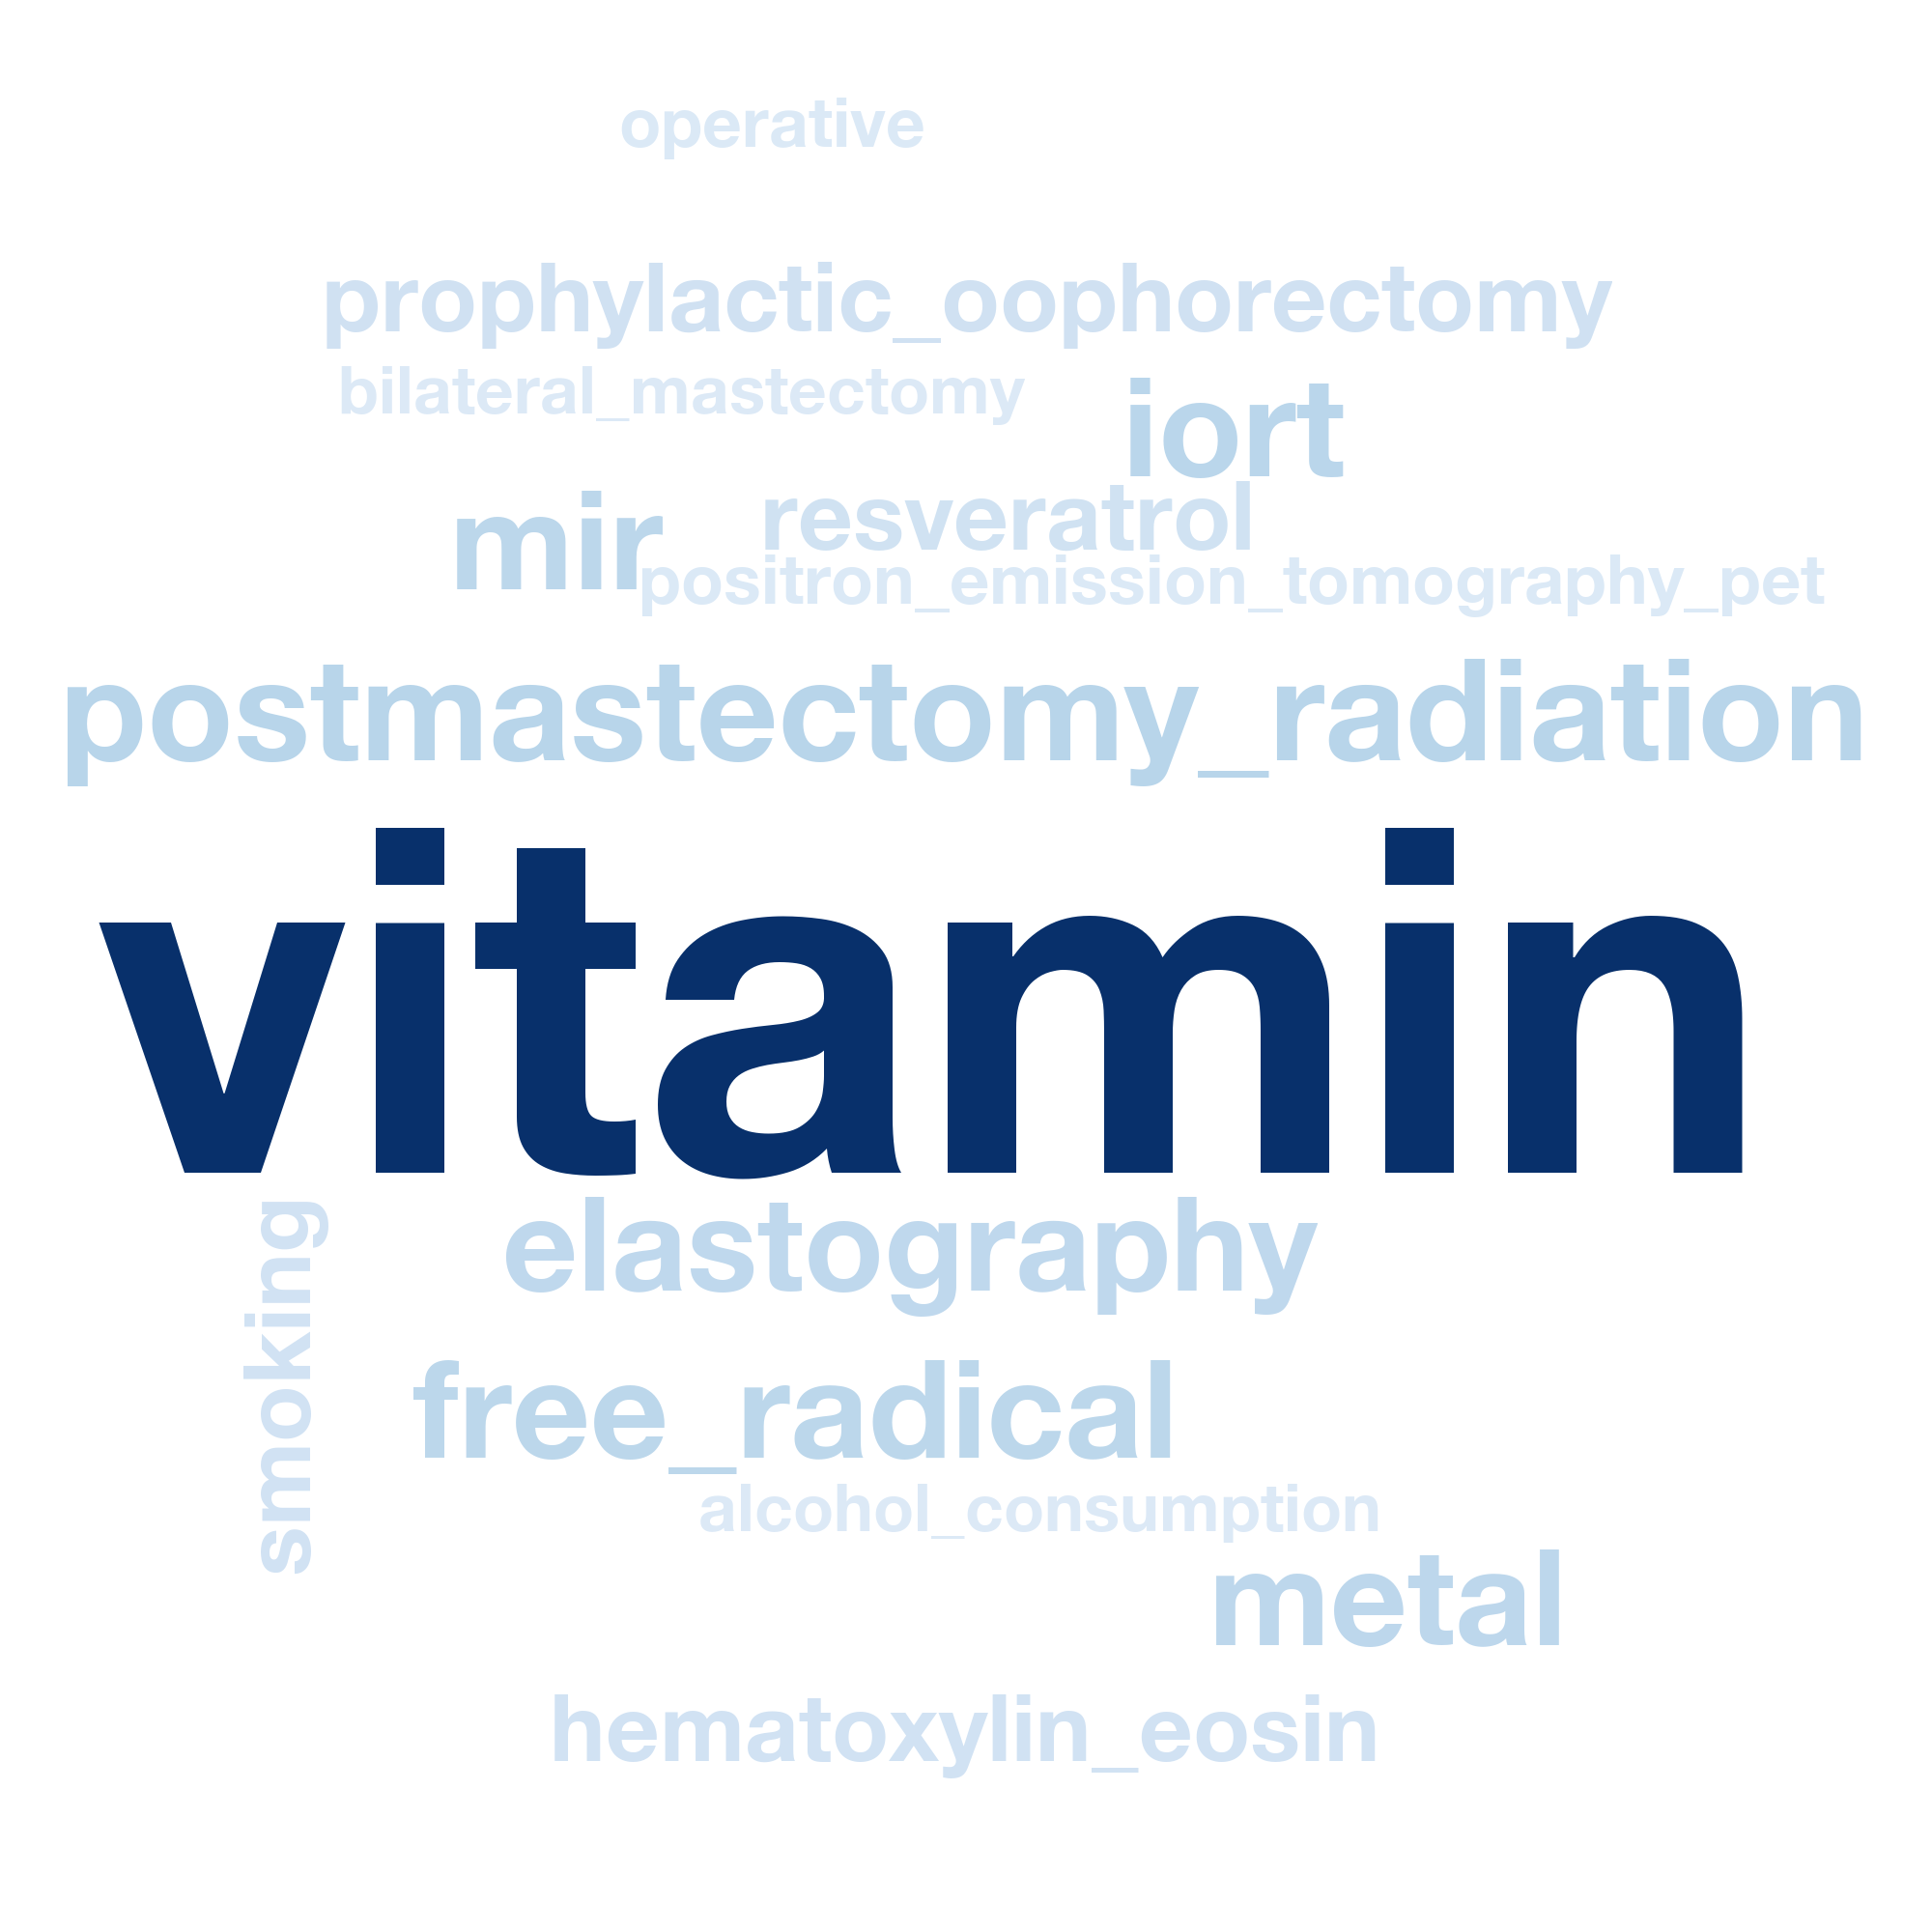 operative
prophylactic_oophorectomy
bilateral_mastectomy
iort
resveratrol
mir
positron_emission_tomography_pet
postmastectomy_radiation
vitamin
elastography
smoking
free_radical
alcohol_consumption
metal
hematoxylin_eosin